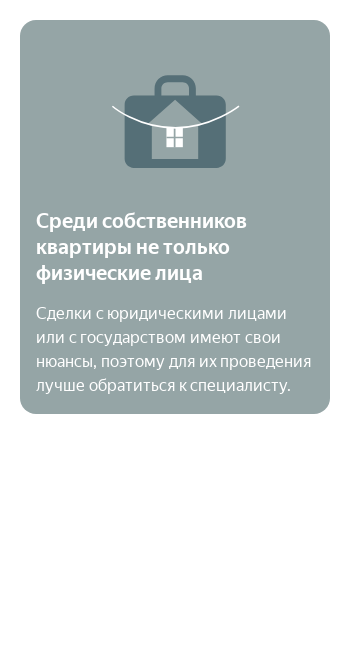 Среди собственников
квартиры не только
физические лица
Сделки с юридическими лицами
или с государством имеют свои
нюансы, поэтому для их проведения
лучше обратиться к специалисту.